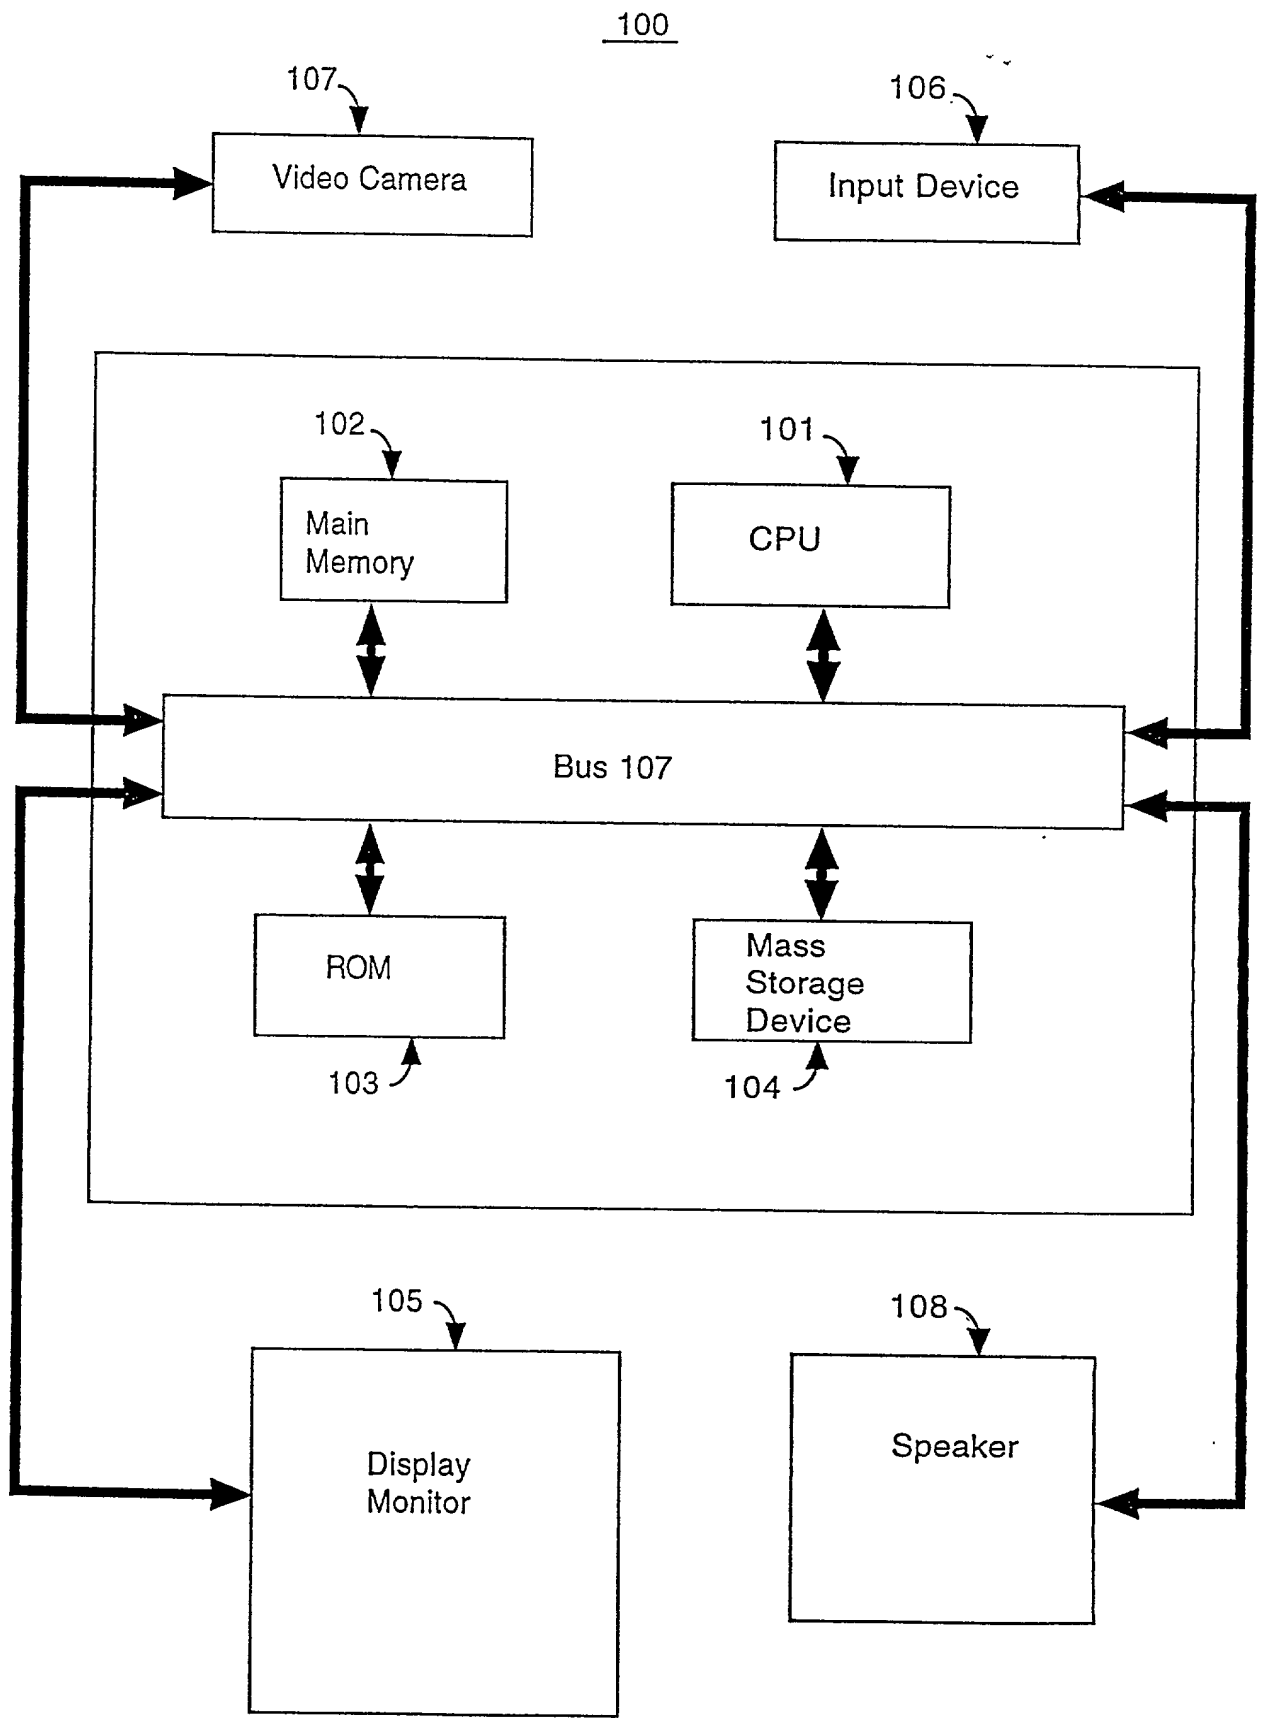 100
107
106
Video Camera
Input Device
102
101
Main
Memory
CPU
Bus 107
ROM
Mass
Storage
Device
103
104
105
108
Display
Monitor
Speaker